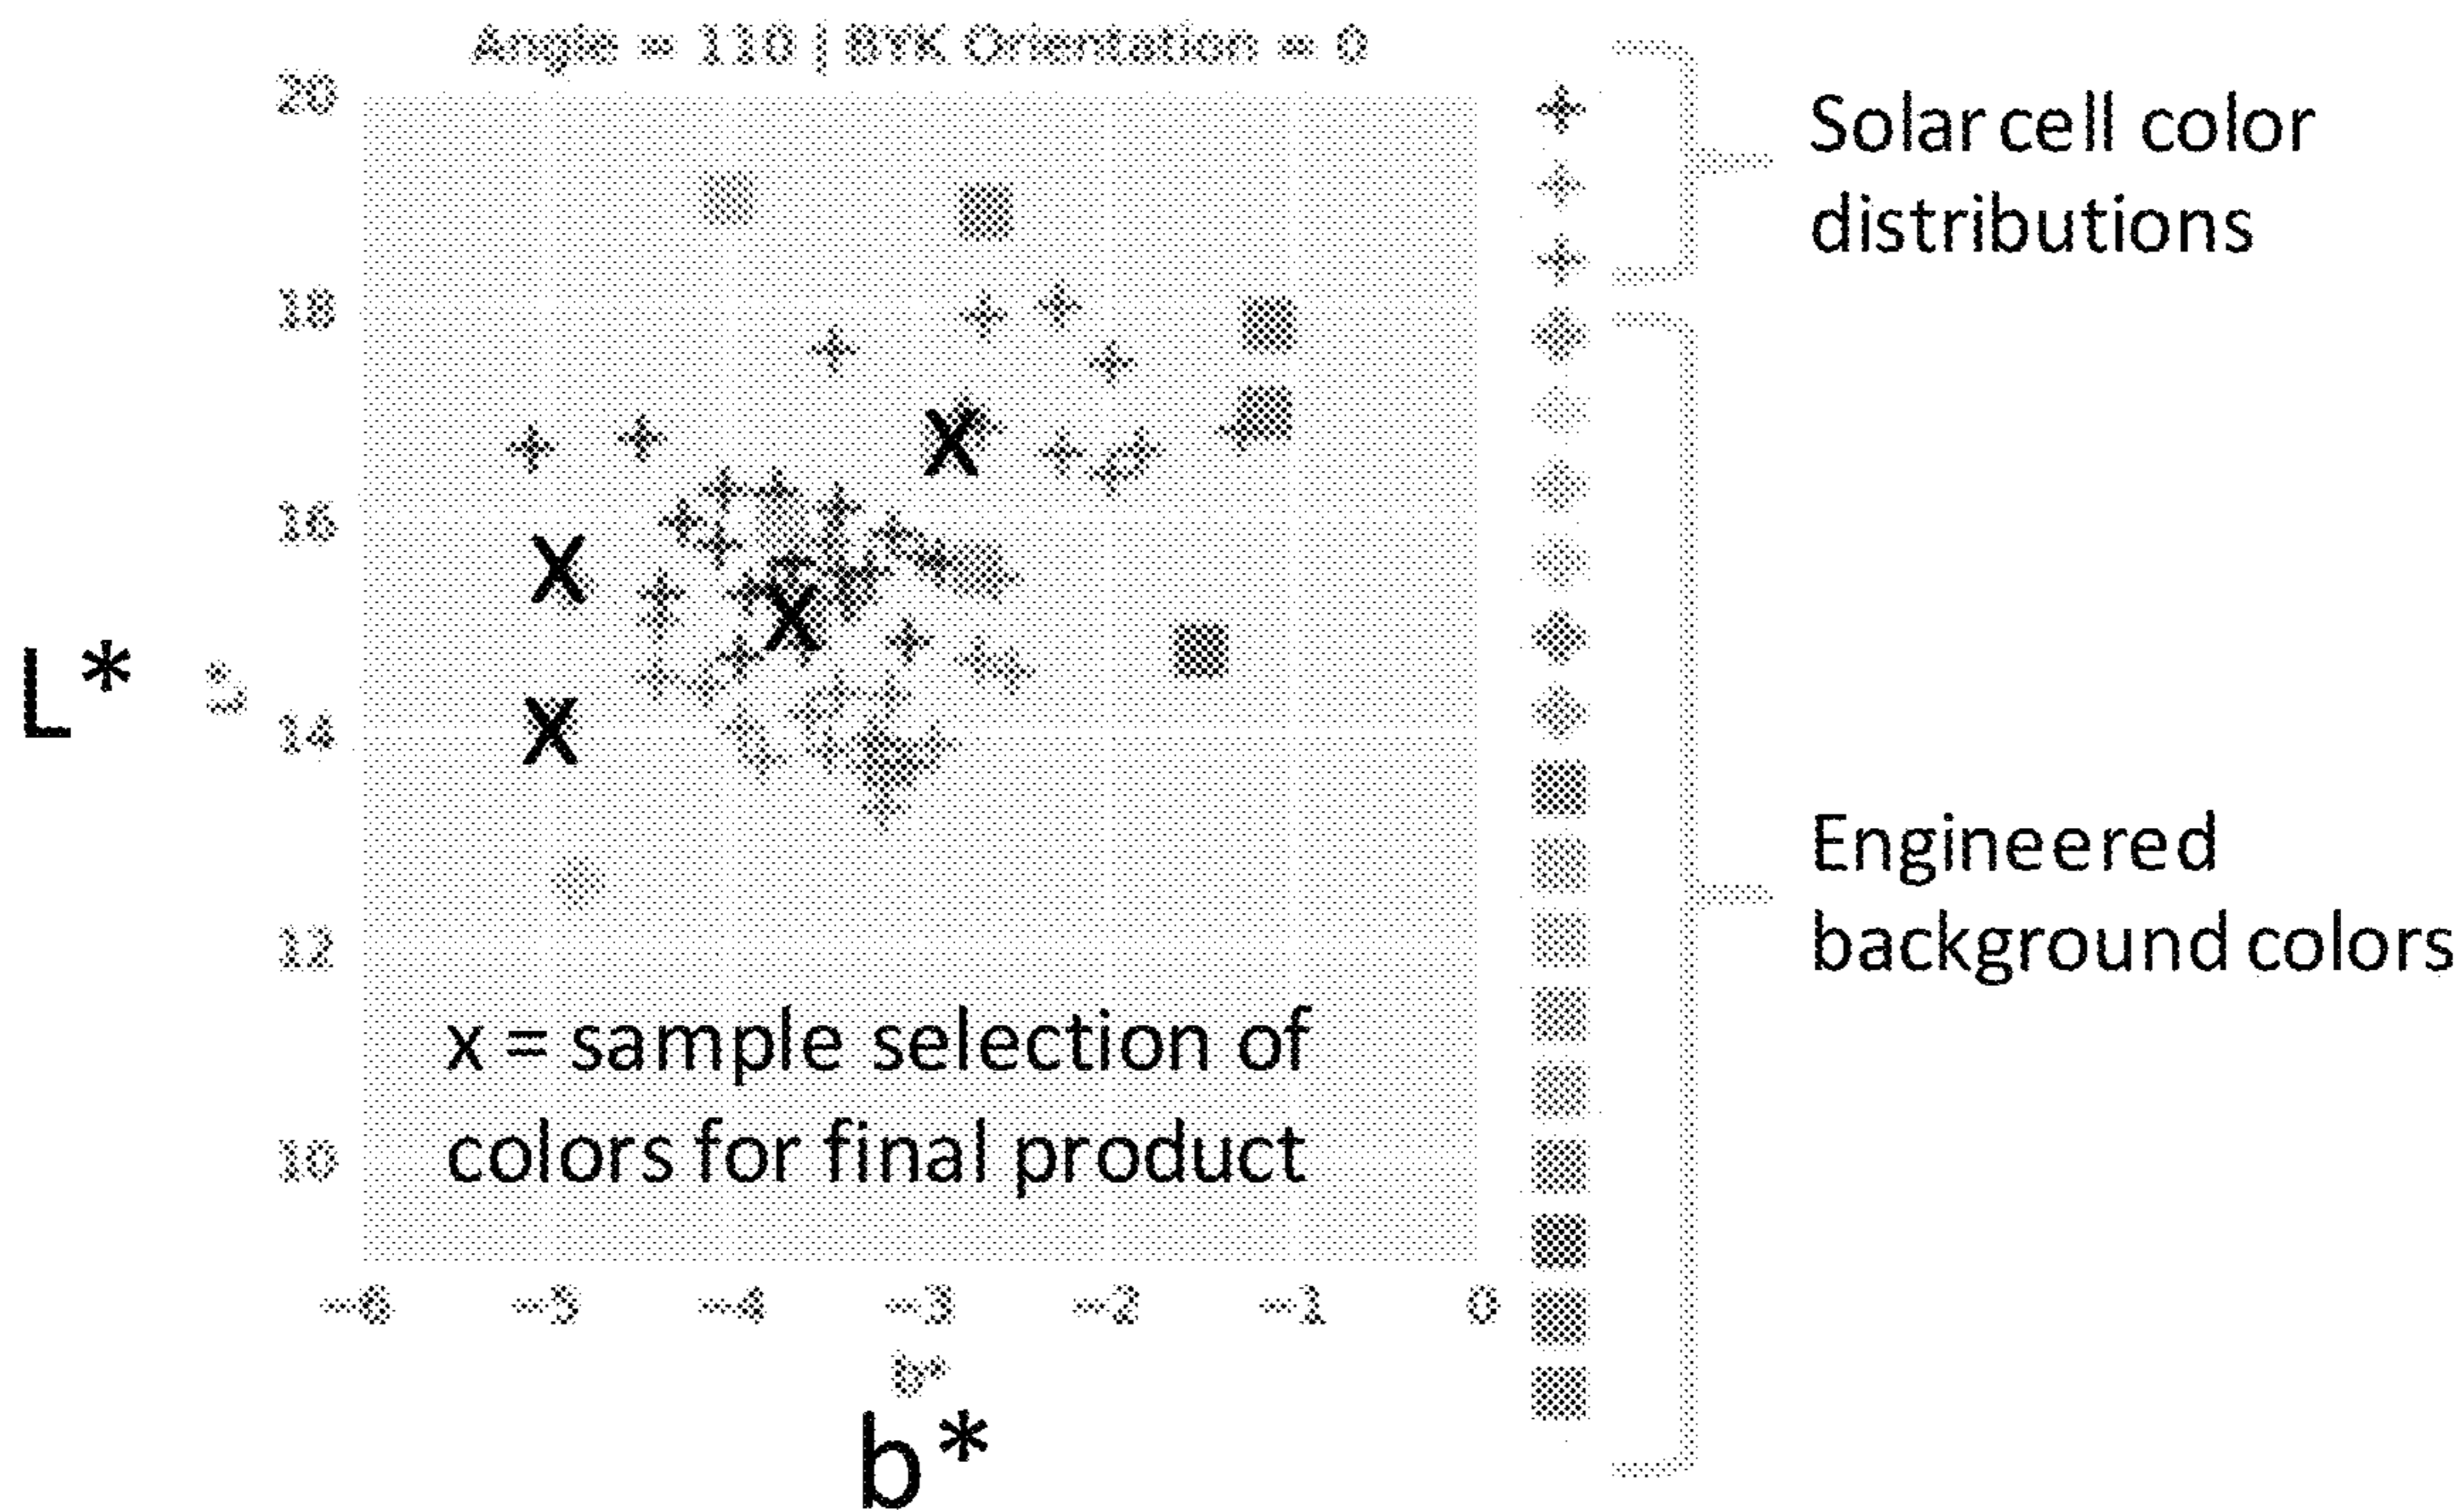 Angle = 110 | BYK Orientation = 0
20
18
16
14
12
10
L*
L*
X
X
X
X
x = sample selection of
colors for final product
-6
-5
-4
-3
-2
-1
0
b*
b*
Solar cell color
distributions
Engineered
background colors